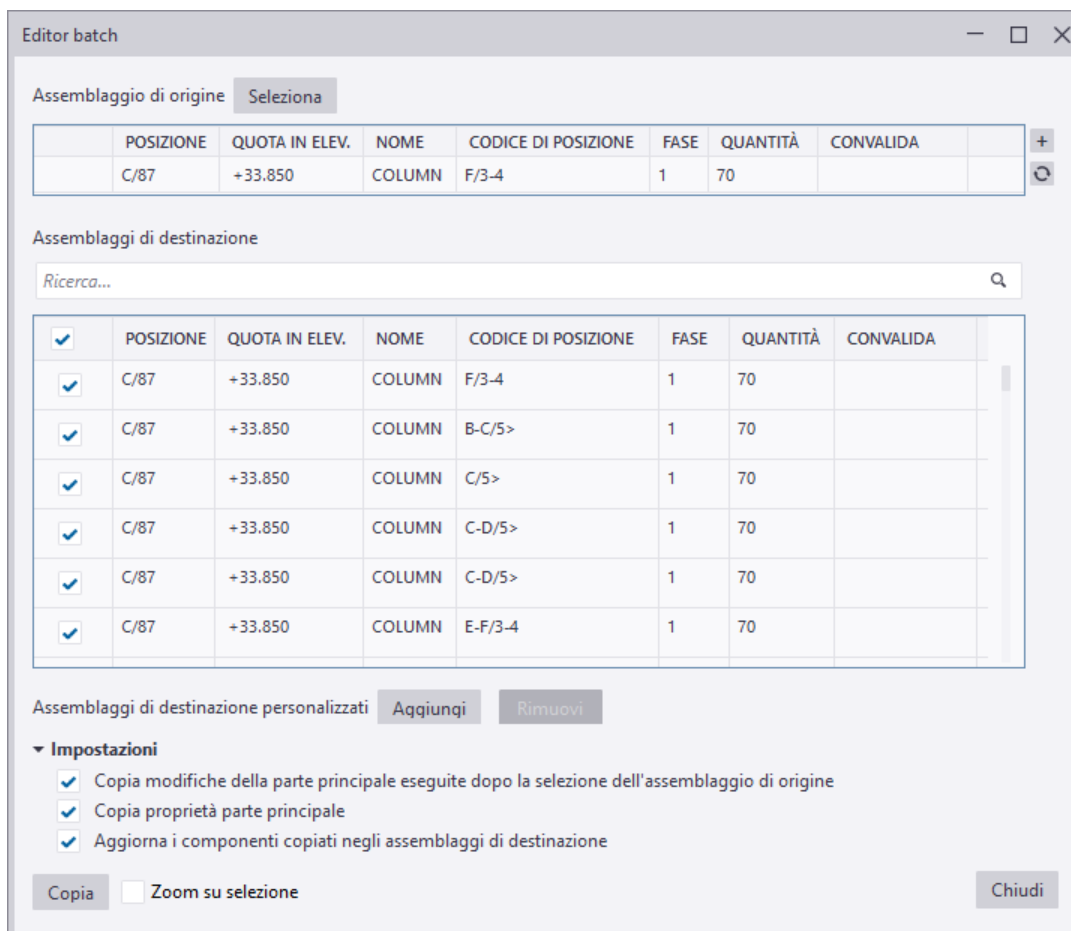 Editor batch
Assemblaggio di origine Seleziona
POSIZIONE QUOTA IN ELEV. NOME CODICE DI POSIZIONE FASE QUANTITÀ CONVALIDA
C/87 +33.850 COLUMN F/3-4 1 70
Assemblaggi di destinazione
Ricerca...
POSIZIONE QUOTA IN ELEV. NOME CODICE DI POSIZIONE FASE QUANTITÀ CONVALIDA
C/87 +33.850 COLUMN F/3-4 1 70
C/87 +33.850 COLUMN B-C/5> 1 70
C/87 +33.850 COLUMN C/5> 1 70
C/87 +33.850 COLUMN C-D/5> 1 70
C/87 +33.850 COLUMN C-D/5> 1 70
C/87 +33.850 COLUMN E-F/3-4 1 70
Assemblaggi di destinazione personalizzati Aggiungi Rimuovi
Impostazioni
Copia modifiche della parte principale eseguite dopo la selezione dell'assemblaggio di origine
Copia proprietà parte principale
Aggiorna i componenti copiati negli assemblaggi di destinazione
Copia Zoom su selezione Chiudi